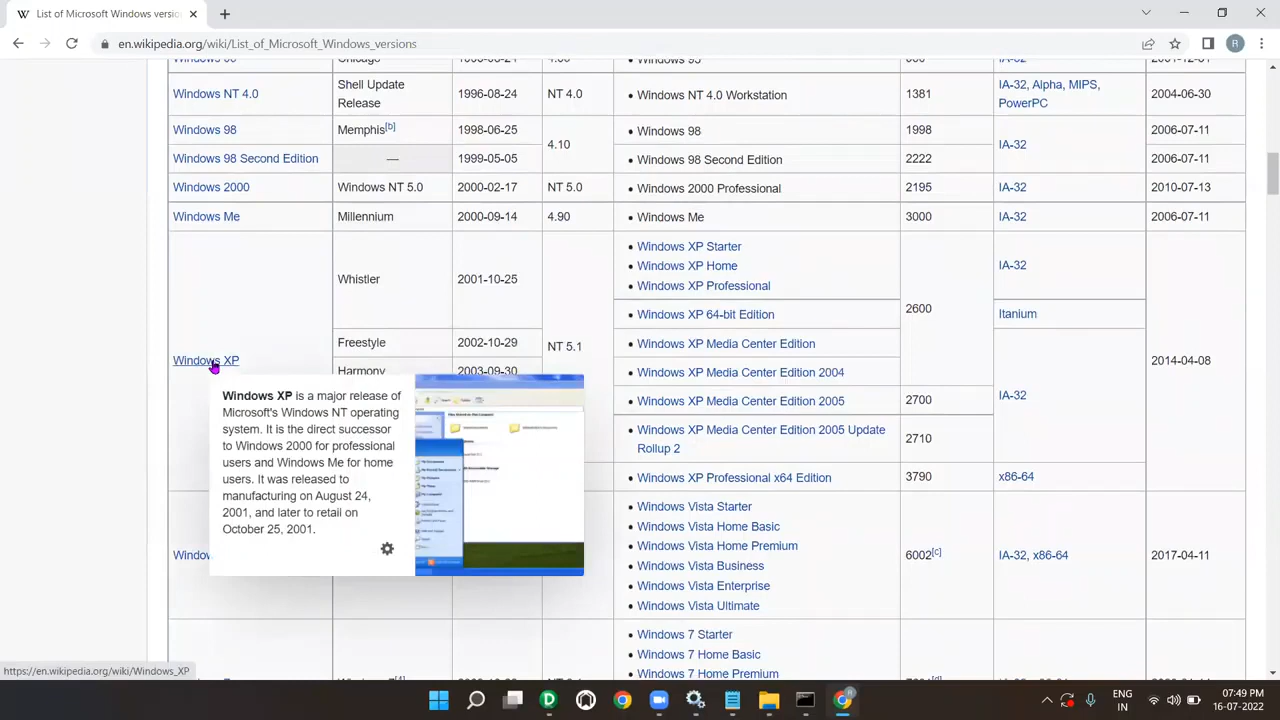 List of Microsoft Windows versio
en.wikipedia.org/wiki/List_of_Microsoft_Windows_versions
Windows NT 4.0
Shell Update
Release
1996-08-24
NT 4.0
• Windows NT 4.0 Workstation
1381
IA-32, Alpha, MIPS,
PowerPC
2004-06-30
Windows 98
Memphis[b]
1998-06-25
4.10
• Windows 98
1998
IA-32
2006-07-11
Windows 98 Second Edition
—
1999-05-05
• Windows 98 Second Edition
2222
2006-07-11
Windows 2000
Windows NT 5.0
2000-02-17
NT 5.0
• Windows 2000 Professional
2195
IA-32
2010-07-13
Windows Me
Millennium
2000-09-14
4.90
• Windows Me
3000
IA-32
2006-07-11
Windows XP
Whistler
2001-10-25
NT 5.1
• Windows XP Starter
• Windows XP Home
• Windows XP Professional
2600
IA-32
2014-04-08
• Windows XP 64-bit Edition
Itanium
Freestyle
2002-10-29
• Windows XP Media Center Edition
IA-32
Harmony
2003-09-30
• Windows XP Media Center Edition 2004
• Windows XP Media Center Edition 2005
2700
• Windows XP Media Center Edition 2005 Update
Rollup 2
2710
• Windows XP Professional x64 Edition
3790
x86-64
Windows XP is a major release of
Microsoft's Windows NT operating
system. It is the direct successor
to Windows 2000 for professional
users and Windows Me for home
users. It was released to
manufacturing on August 24,
2001, and later to retail on
October 25, 2001.
Windov
• Windows Vista Starter
• Windows Vista Home Basic
• Windows Vista Home Premium
• Windows Vista Business
• Windows Vista Enterprise
• Windows Vista Ultimate
6002[c]
IA-32, x86-64
2017-04-11
• Windows 7 Starter
• Windows 7 Home Basic
• Windows 7 Home Premium
https://en.wikipedia.org/wiki/Windows_XP
ENG
IN
07:49 PM
16-07-2022